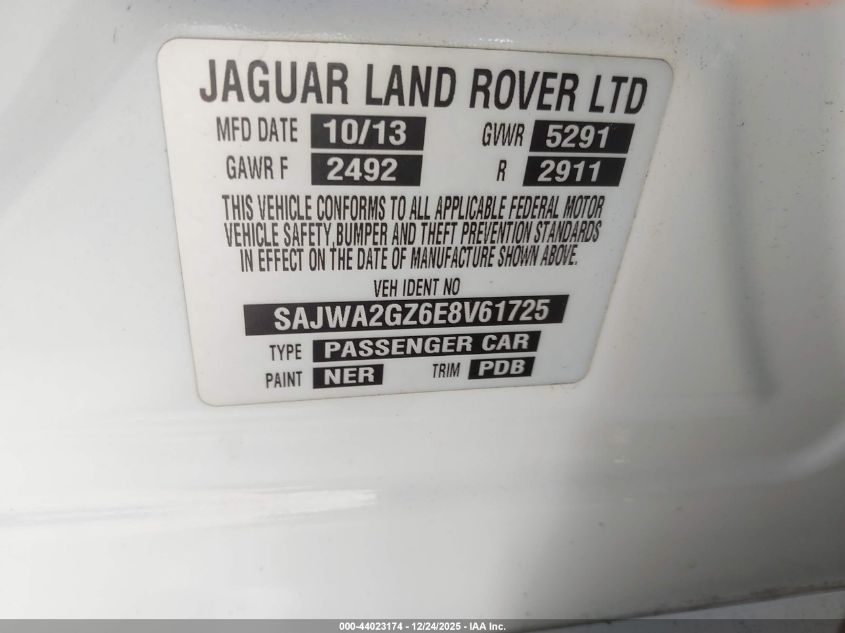 JAGUAR LAND ROVER LTD
MFD DATE 10/13 GVWR 5291
GAWR F 2492 R 2911
THIS VEHICLE CONFORMS TO ALL APPLICABLE FEDERAL MOTOR
VEHICLE SAFETY,BUMPER AND THEFT PREVENTION STANDARDS
IN EFFECT ON THE DATE OF MANUFACTURE SHOWN ABOVE.
VEH IDENT NO
SAJWA2GZ6E8V61725
TYPE PASSENGER CAR
PAINT NER TRIM PDB
000-44023174 - 12/24/2025 - IAA Inc.